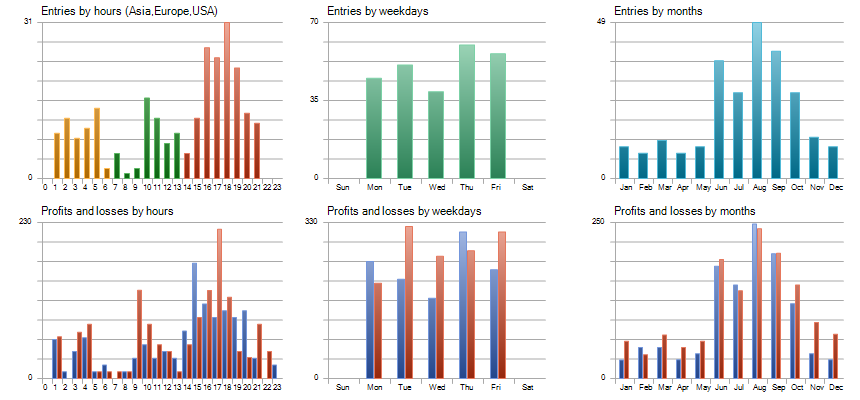 Entries by hours (Asia,Europe,USA)
31
0
0 1 2 3 4 5 6 7 8 9 10 11 12 13 14 15 16 17 18 19 20 21 22 23
Entries by weekdays
70
35
0
Sun Mon Tue Wed Thu Fri Sat
Entries by months
49
0
Jan Feb Mar Apr May Jun Jul Aug Sep Oct Nov Dec
Profits and losses by hours
230
0
0 1 2 3 4 5 6 7 8 9 10 11 12 13 14 15 16 17 18 19 20 21 22 23
Profits and losses by weekdays
330
0
Sun Mon Tue Wed Thu Fri Sat
Profits and losses by months
250
0
Jan Feb Mar Apr May Jun Jul Aug Sep Oct Nov Dec